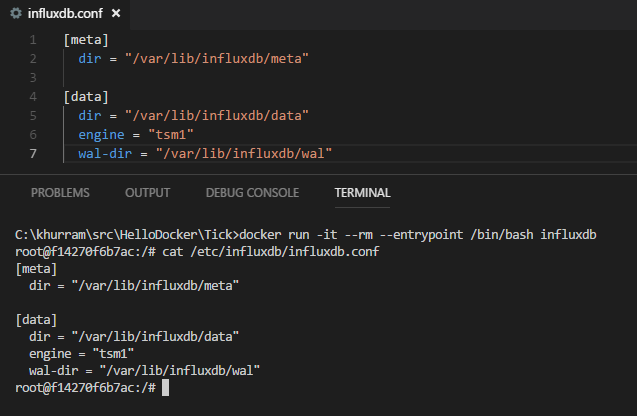 influxdb.conf ×
1 [meta]
2   dir = "/var/lib/influxdb/meta"
3
4 [data]
5   dir = "/var/lib/influxdb/data"
6   engine = "tsm1"
7   wal-dir = "/var/lib/influxdb/wal"
PROBLEMS OUTPUT DEBUG CONSOLE TERMINAL
C:\khurram\src\HelloDocker\Tick>docker run -it --rm --entrypoint /bin/bash influxdb
root@f14270f6b7ac:/# cat /etc/influxdb/influxdb.conf
[meta]
  dir = "/var/lib/influxdb/meta"

[data]
  dir = "/var/lib/influxdb/data"
  engine = "tsm1"
  wal-dir = "/var/lib/influxdb/wal"
root@f14270f6b7ac:/#